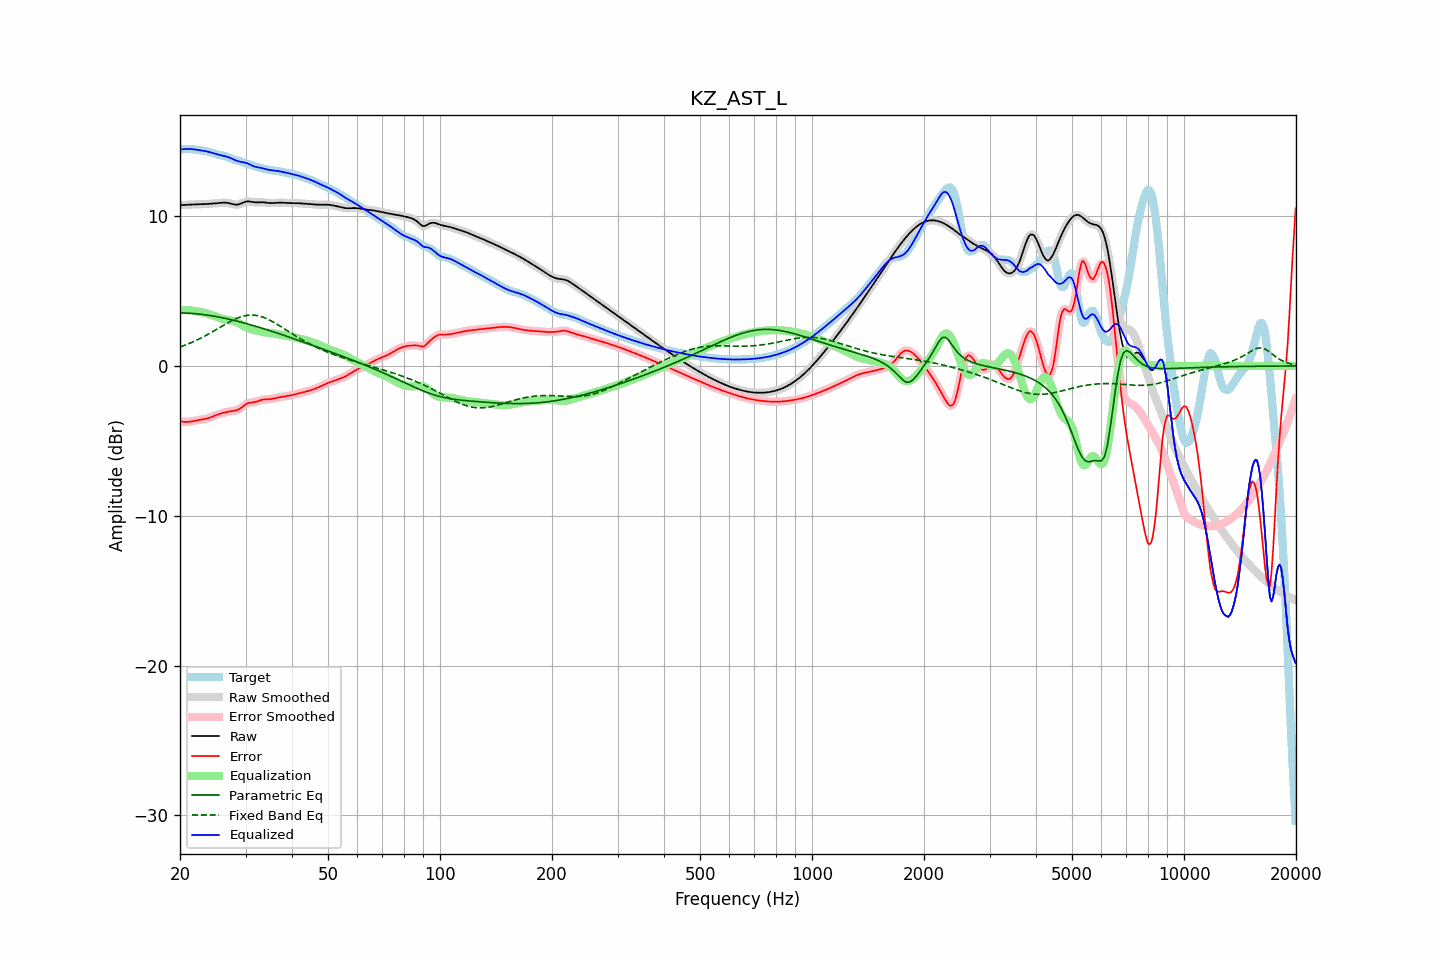 KZ_AST_L
Amplitude (dBr)
10
0
−10
−20
−30
Target
Raw Smoothed
Error Smoothed
Raw
Error
Equalization
Parametric Eq
Fixed Band Eq
Equalized
20 50 100 200 500 1000 2000 5000 10000 20000
Frequency (Hz)